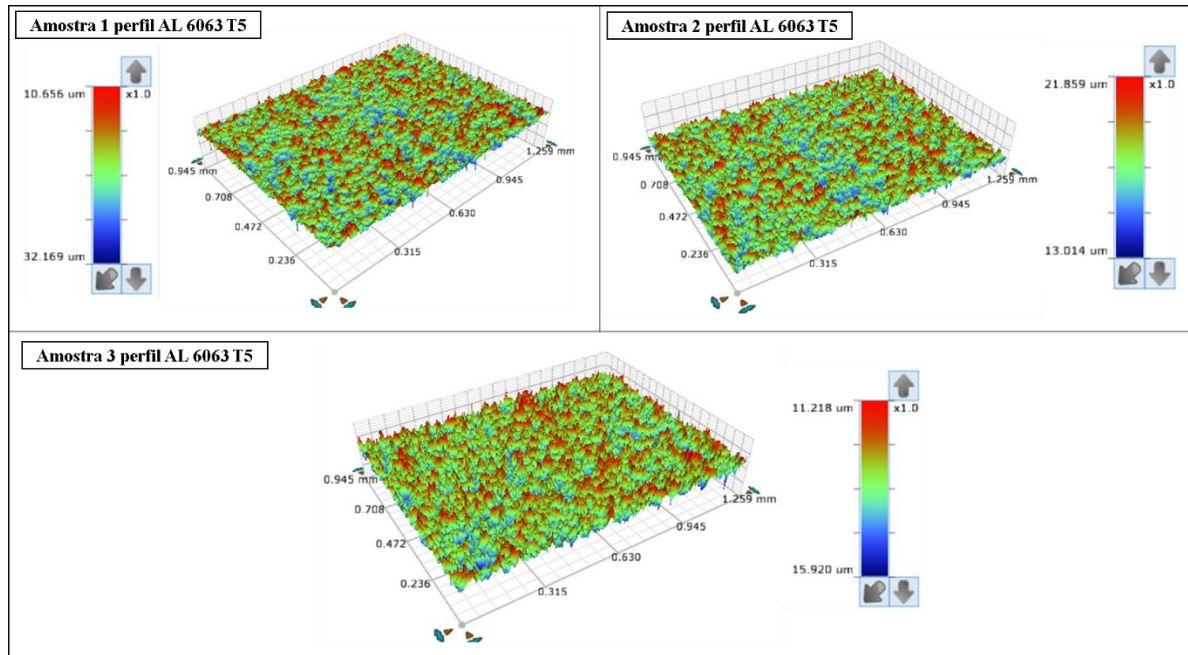 Amostra 1 perfil AL 6063 T5
10.656 um
x1.0
32.169 um
0.945 mm
0.708
0.472
0.236
0.315
0.630
0.945
1.259 mm
Amostra 2 perfil AL 6063 T5
21.859 um
x1.0
13.014 um
0.945 mm
0.708
0.472
0.236
0.315
0.630
0.945
1.259 mm
Amostra 3 perfil AL 6063 T5
11.218 um
x1.0
15.920 um
0.945 mm
0.708
0.472
0.236
0.315
0.630
0.945
1.259 mm